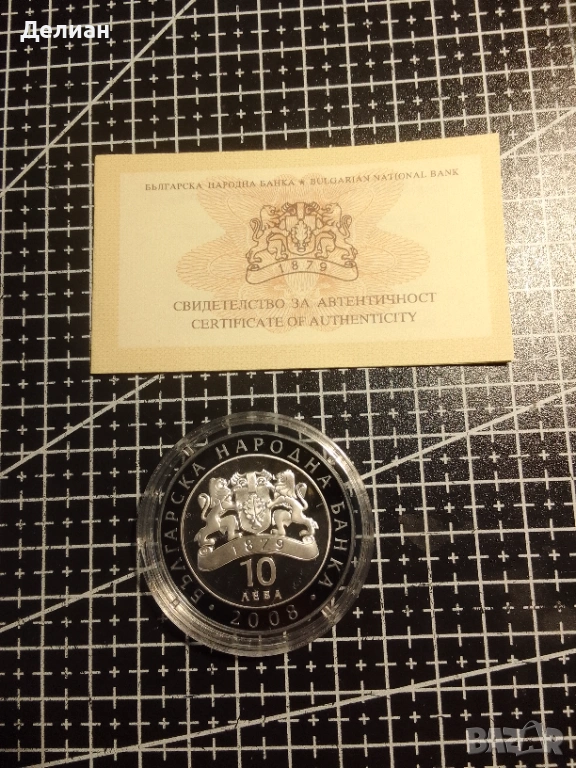 Делиан
БЪЛГАРСКА НАРОДНА БАНКА ★ BULGARIAN NATIONAL BANK
1879
СВИДЕТЕЛСТВО ЗА АВТЕНТИЧНОСТ
CERTIFICATE OF AUTHENTICITY
• БЪЛГАРСКА НАРОДНА БАНКА •
1879
10
ЛЕВА
2008
BAZAR